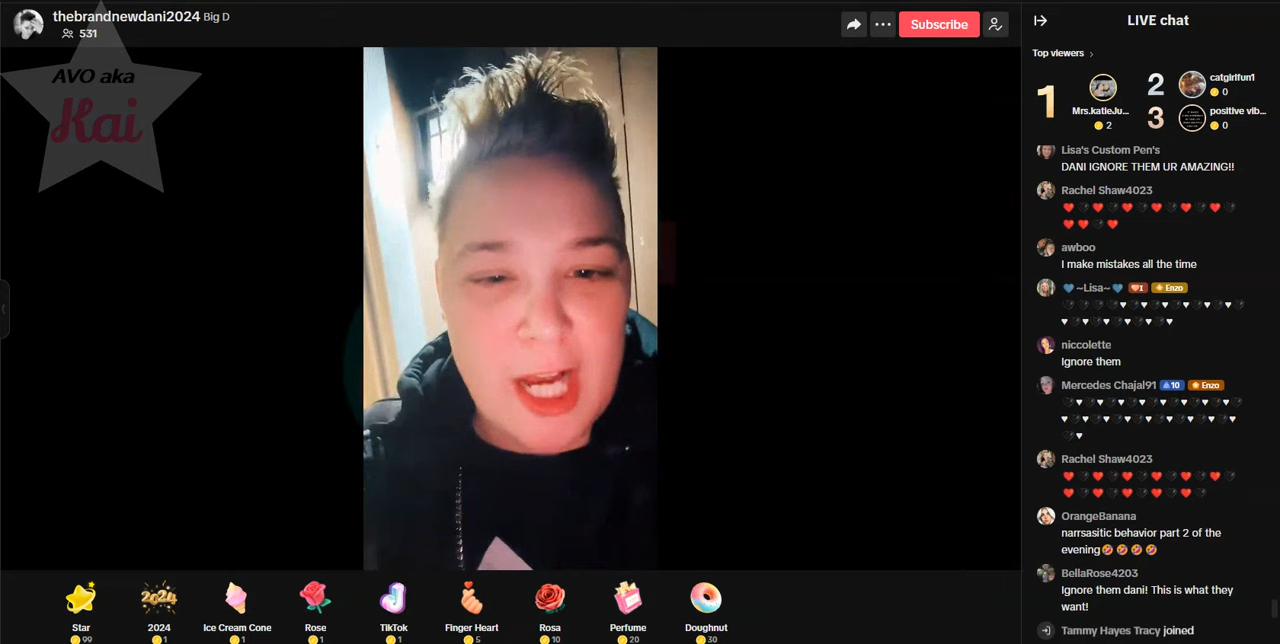 thebrandnewdani2024 Big D
531
Subscribe
AVO aka
Kai
Star
99
2024
2024
1
Ice Cream Cone
1
Rose
1
TikTok
1
Finger Heart
5
Rosa
10
Perfume
20
Doughnut
30
LIVE chat
Top viewers
1
Mrs.katieJu...
2
2
catgirlfun1
0
3
positive vib...
0
Lisa's Custom Pen's
DANI IGNORE THEM UR AMAZING!!
Rachel Shaw4023
awboo
I make mistakes all the time
~Lisa~ 1 Enzo
niccolette
Ignore them
Mercedes Chajal91 10 Enzo
Rachel Shaw4023
OrangeBanana
narrsasitic behavior part 2 of the
evening🤣🤣🤣🤣
BellaRose4203
Ignore them dani! This is what they
want!
Tammy Hayes Tracy joined